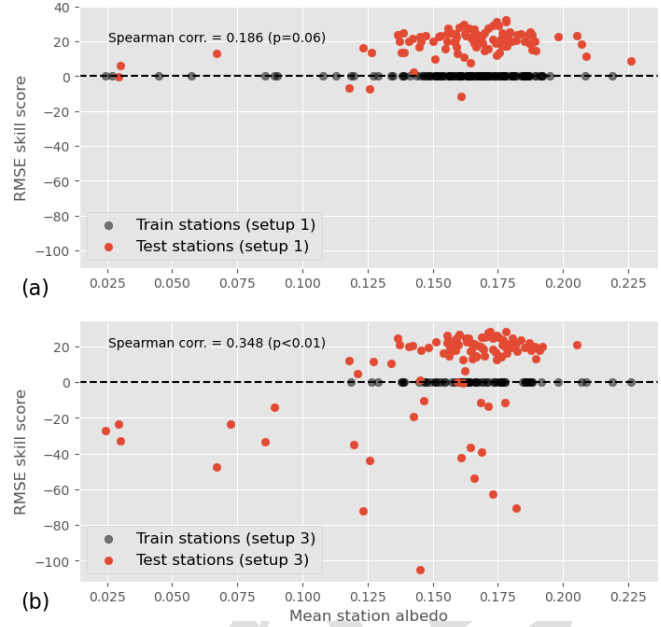 40
Spearman corr. = 0.186 (p=0.06)
20
0
−20
−40
−60
−80
−100
RMSE skill score
Train stations (setup 1)
Test stations (setup 1)
0.025 0.050 0.075 0.100 0.125 0.150 0.175 0.200 0.225
(a)
Spearman corr. = 0.348 (p<0.01)
20
0
−20
−40
−60
−80
−100
RMSE skill score
Train stations (setup 3)
Test stations (setup 3)
0.025 0.050 0.075 0.100 0.125 0.150 0.175 0.200 0.225
(b)
Mean station albedo